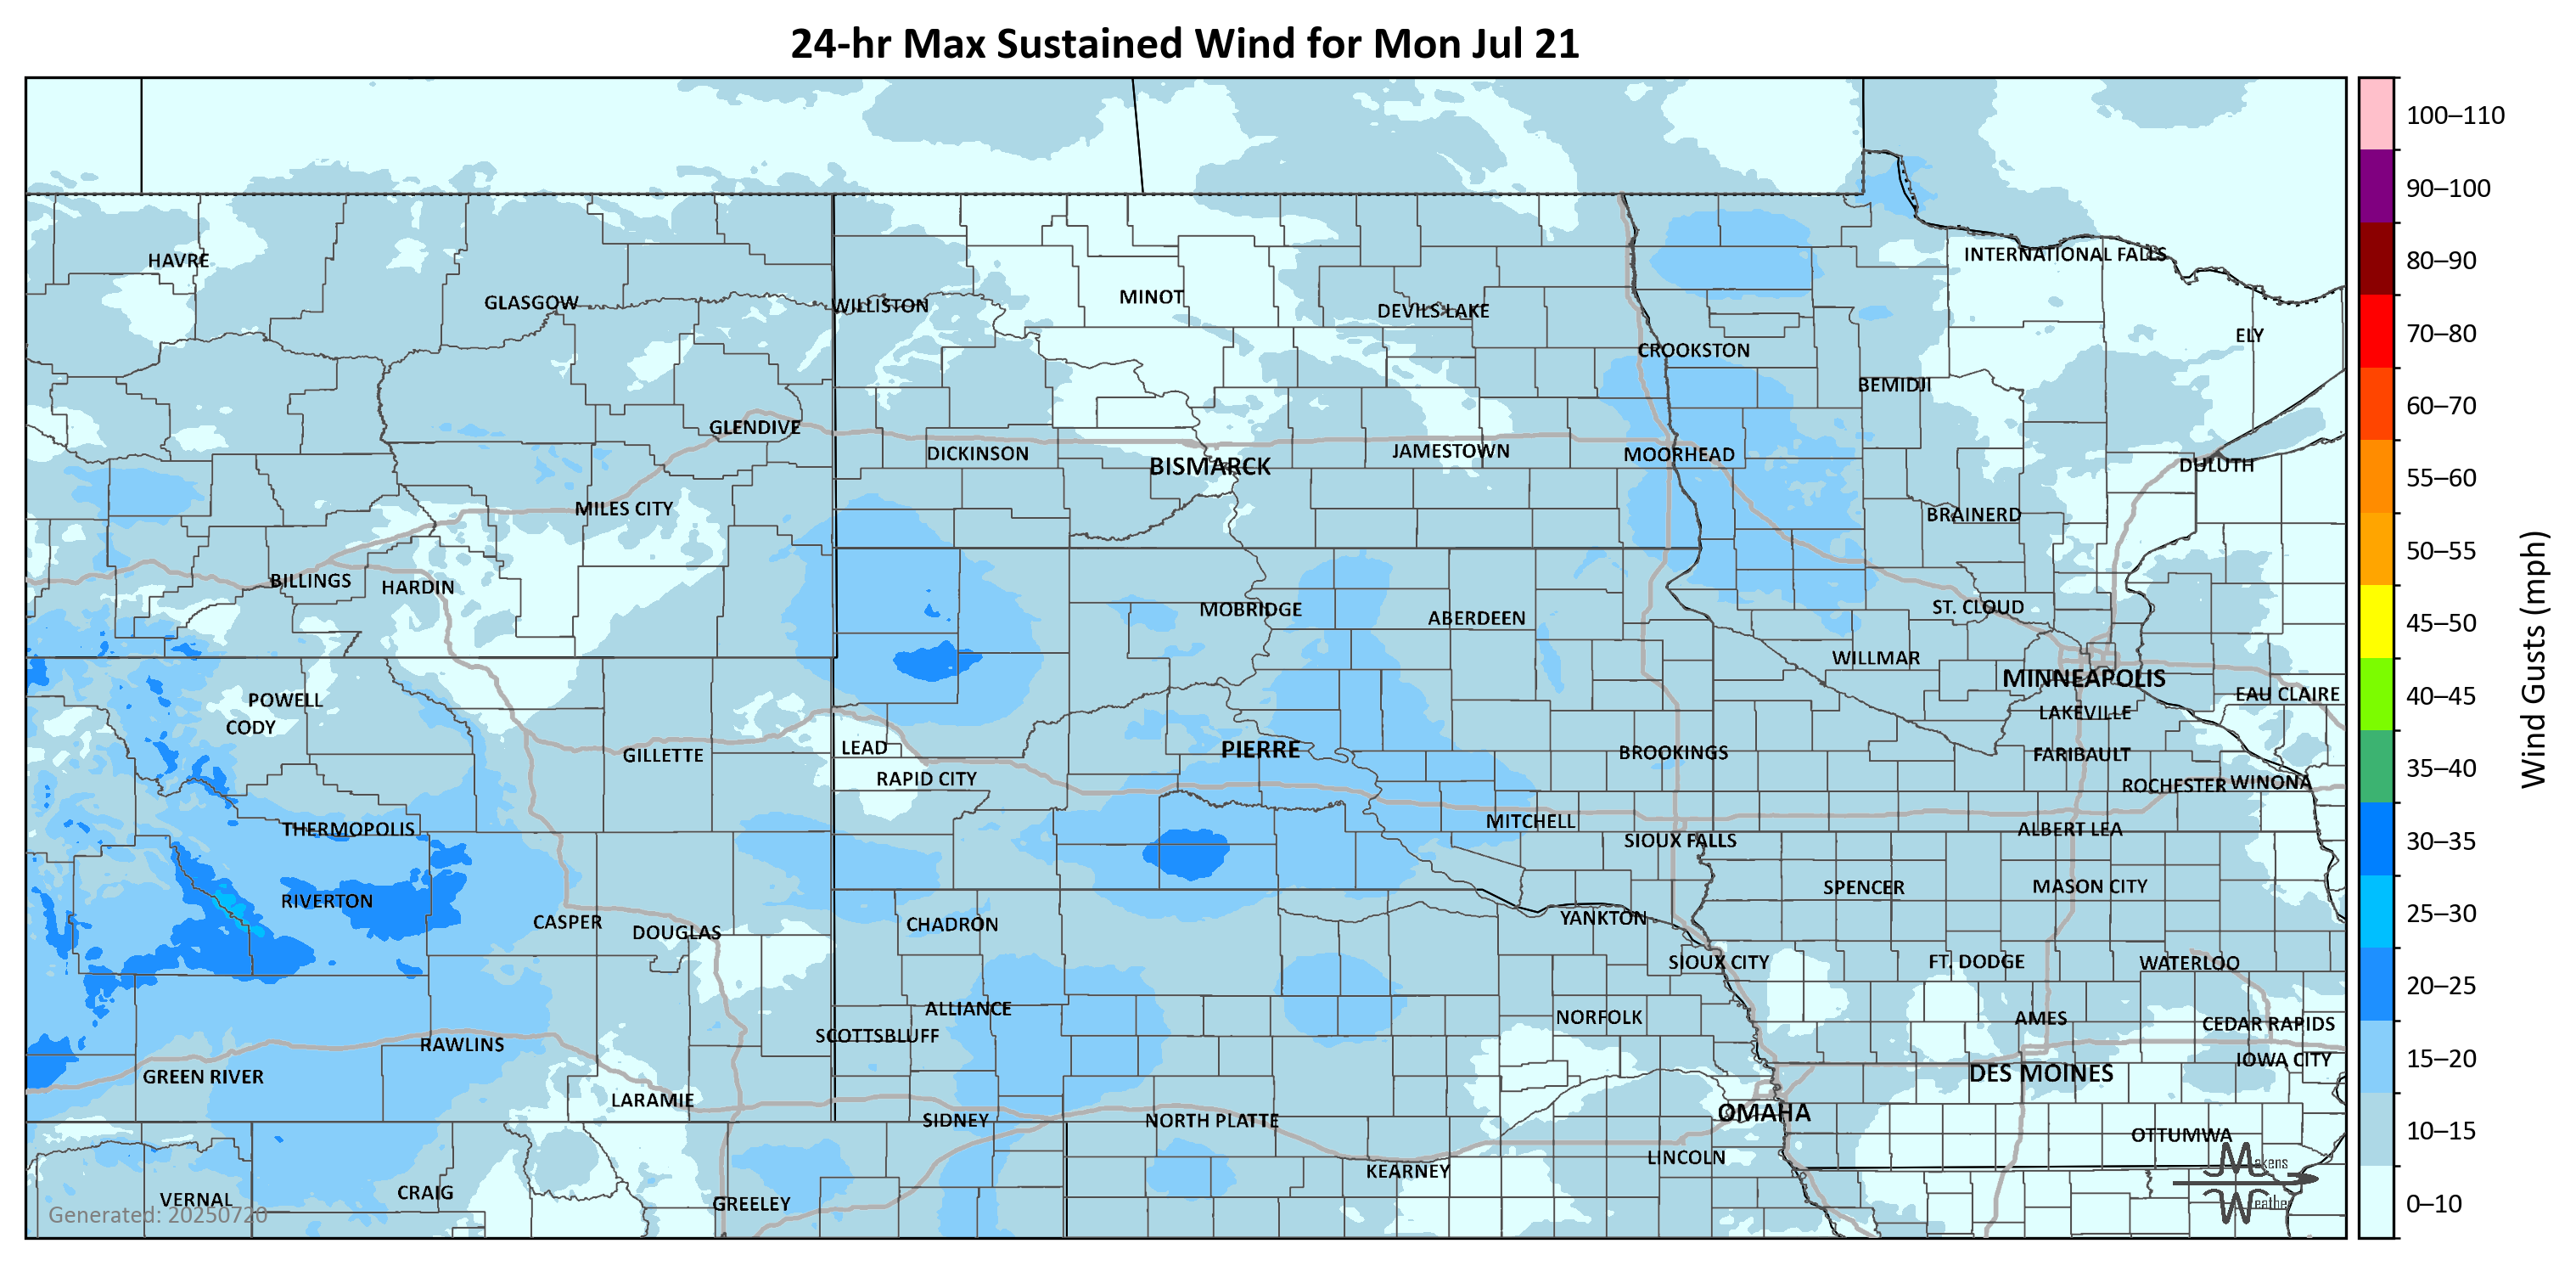 24-hr Max Sustained Wind for Mon Jul 21
100–110
90–100
80–90
70–80
60–70
55–60
50–55
45–50
40–45
35–40
30–35
25–30
20–25
15–20
10–15
0–10
Wind Gusts (mph)
HAVRE
GLASGOW
WILLISTON
MINOT
DEVILS LAKE
INTERNATIONAL FALLS
ELY
CROOKSTON
BEMIDJI
GLENDIVE
DICKINSON
BISMARCK
JAMESTOWN
MOORHEAD
DULUTH
MILES CITY
BRAINERD
BILLINGS
HARDIN
MOBRIDGE
ABERDEEN
ST. CLOUD
WILLMAR
MINNEAPOLIS
EAU CLAIRE
POWELL
CODY
LAKEVILLE
GILLETTE
LEAD
PIERRE
BROOKINGS
FARIBAULT
RAPID CITY
ROCHESTER
WINONA
THERMOPOLIS
MITCHELL
SIOUX FALLS
ALBERT LEA
RIVERTON
SPENCER
MASON CITY
CASPER
DOUGLAS
CHADRON
YANKTON
SIOUX CITY
FT. DODGE
WATERLOO
ALLIANCE
NORFOLK
AMES
CEDAR RAPIDS
SCOTTSBLUFF
RAWLINS
IOWA CITY
GREEN RIVER
DES MOINES
LARAMIE
SIDNEY
NORTH PLATTE
OMAHA
OTTUMWA
LINCOLN
KEARNEY
VERNAL
CRAIG
GREELEY
Makens
Weather
Generated: 20250720